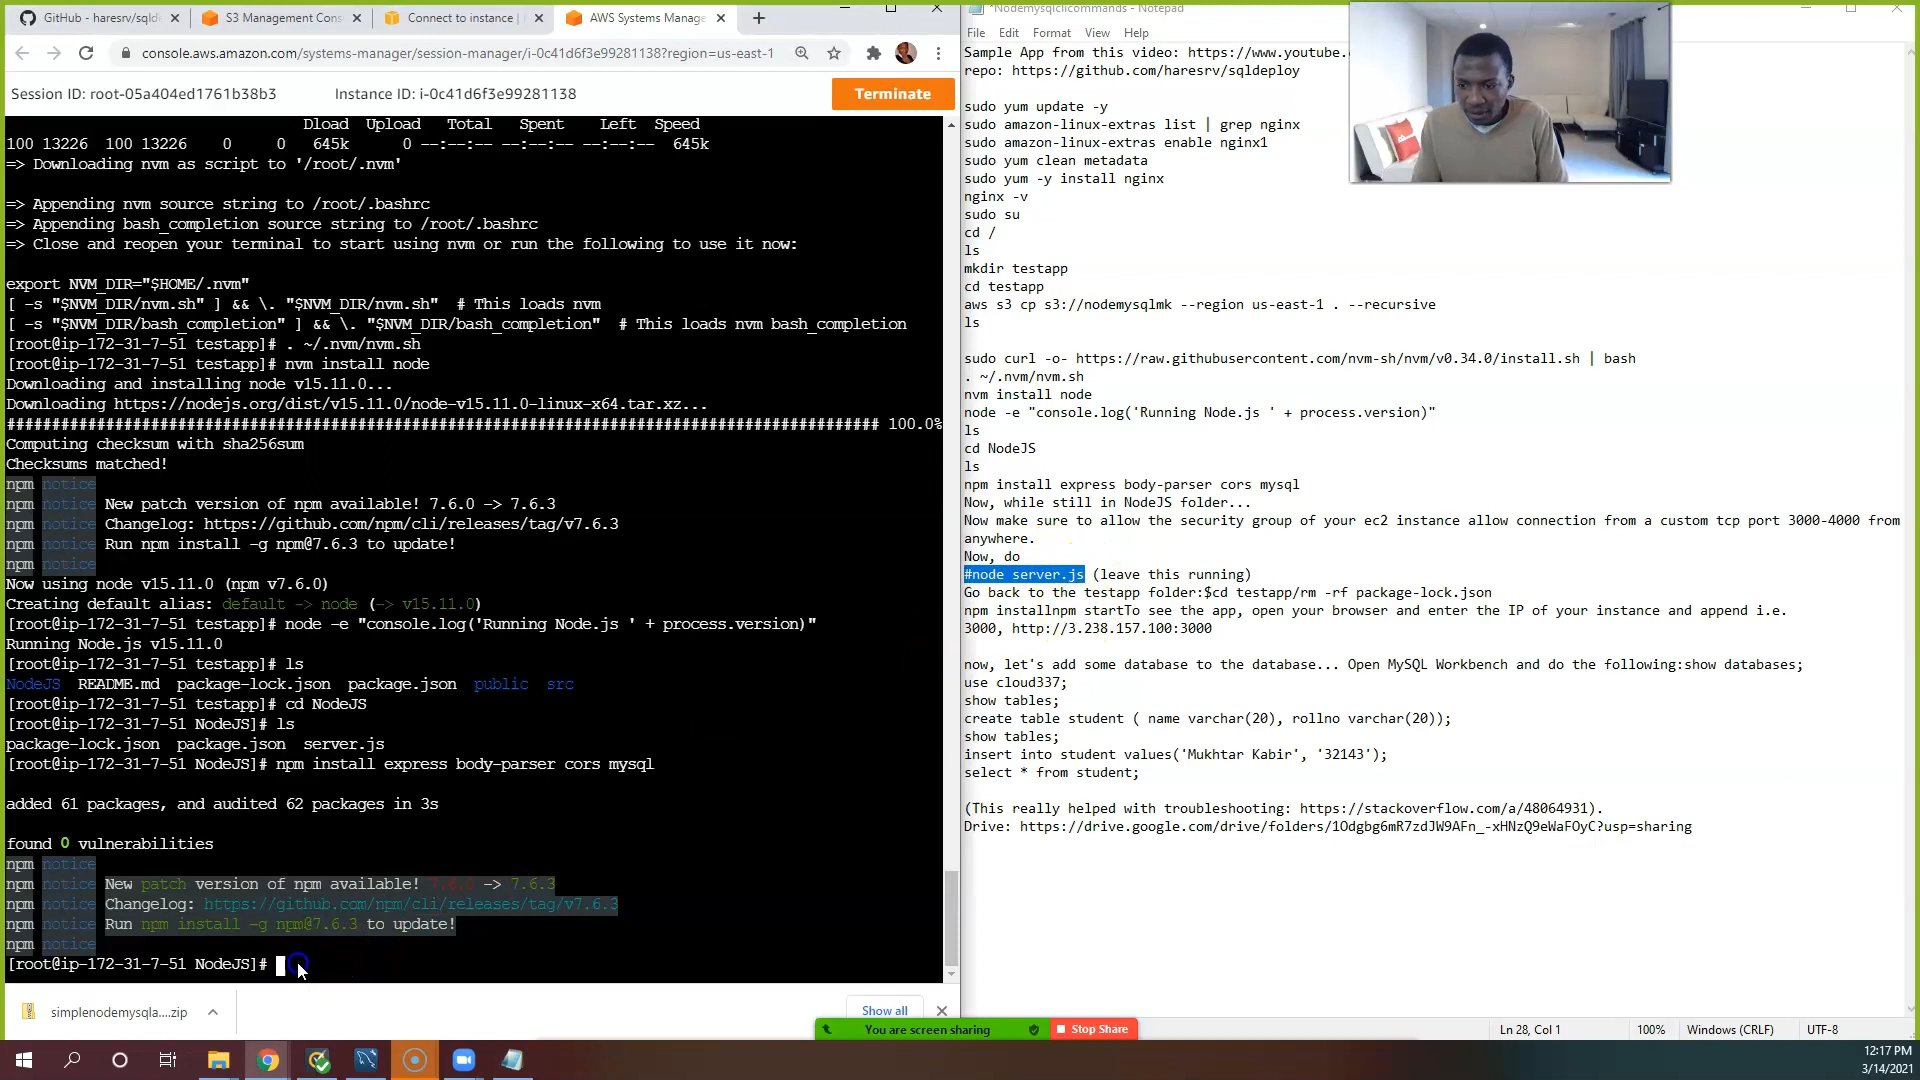 GitHub - haresrv/sqlde
S3 Management Cons
Connect to instance |
AWS Systems Manage
console.aws.amazon.com/systems-manager/session-manager/i-0c41d6f3e99281138?region=us-east-1
Session ID: root-05a404ed1761b38b3
Instance ID: i-0c41d6f3e99281138
Terminate
Dload Upload Total Spent Left Speed
100 13226 100 13226 0 0 645k 0 --:--:-- --:--:-- --:--:-- 645k
=> Downloading nvm as script to '/root/.nvm'
=> Appending nvm source string to /root/.bashrc
=> Appending bash_completion source string to /root/.bashrc
=> Close and reopen your terminal to start using nvm or run the following to use it now:
export NVM_DIR="$HOME/.nvm"
[ -s "$NVM_DIR/nvm.sh" ] && \. "$NVM_DIR/nvm.sh" # This loads nvm
[ -s "$NVM_DIR/bash_completion" ] && \. "$NVM_DIR/bash_completion" # This loads nvm bash_completion
[root@ip-172-31-7-51 testapp]# . ~/.nvm/nvm.sh
[root@ip-172-31-7-51 testapp]# nvm install node
Downloading and installing node v15.11.0...
Downloading https://nodejs.org/dist/v15.11.0/node-v15.11.0-linux-x64.tar.xz...
################################################################################################# 100.0%
Computing checksum with sha256sum
Checksums matched!
npm notice
npm notice New patch version of npm available! 7.6.0 -> 7.6.3
npm notice Changelog: https://github.com/npm/cli/releases/tag/v7.6.3
npm notice Run npm install -g npm@7.6.3 to update!
npm notice
Now using node v15.11.0 (npm v7.6.0)
Creating default alias: default -> node (-> v15.11.0)
[root@ip-172-31-7-51 testapp]# node -e "console.log('Running Node.js ' + process.version)"
Running Node.js v15.11.0
[root@ip-172-31-7-51 testapp]# ls
NodeJS README.md package-lock.json package.json public src
[root@ip-172-31-7-51 testapp]# cd NodeJS
[root@ip-172-31-7-51 NodeJS]# ls
package-lock.json package.json server.js
[root@ip-172-31-7-51 NodeJS]# npm install express body-parser cors mysql
added 61 packages, and audited 62 packages in 3s
found 0 vulnerabilities
npm notice
npm notice New patch version of npm available! 7.6.0 -> 7.6.3
npm notice Changelog: https://github.com/npm/cli/releases/tag/v7.6.3
npm notice Run npm install -g npm@7.6.3 to update!
npm notice
[root@ip-172-31-7-51 NodeJS]#
simplenodemysqla....zip
Show all
*Nodemysqlclicommands - Notepad
File Edit Format View Help
Sample App from this video: https://www.youtube.
repo: https://github.com/haresrv/sqldeploy
sudo yum update -y
sudo amazon-linux-extras list | grep nginx
sudo amazon-linux-extras enable nginx1
sudo yum clean metadata
sudo yum -y install nginx
nginx -v
sudo su
cd /
ls
mkdir testapp
cd testapp
aws s3 cp s3://nodemysqlmk --region us-east-1 . --recursive
ls
sudo curl -o- https://raw.githubusercontent.com/nvm-sh/nvm/v0.34.0/install.sh | bash
. ~/.nvm/nvm.sh
nvm install node
node -e "console.log('Running Node.js ' + process.version)"
ls
cd NodeJS
ls
npm install express body-parser cors mysql
Now, while still in NodeJS folder...
Now make sure to allow the security group of your ec2 instance allow connection from a custom tcp port 3000-4000 from
anywhere.
Now, do
#node server.js (leave this running)
Go back to the testapp folder:$cd testapp/rm -rf package-lock.json
npm installnpm startTo see the app, open your browser and enter the IP of your instance and append i.e.
3000, http://3.238.157.100:3000
now, let's add some database to the database... Open MySQL Workbench and do the following:show databases;
use cloud337;
show tables;
create table student ( name varchar(20), rollno varchar(20));
show tables;
insert into student values('Mukhtar Kabir', '32143');
select * from student;
(This really helped with troubleshooting: https://stackoverflow.com/a/48064931).
Drive: https://drive.google.com/drive/folders/1Odgbg6mR7zdJW9AFn_-xHNzQ9eWaFOyC?usp=sharing
You are screen sharing
Stop Share
Ln 28, Col 1
100%
Windows (CRLF)
UTF-8
12:17 PM
3/14/2021